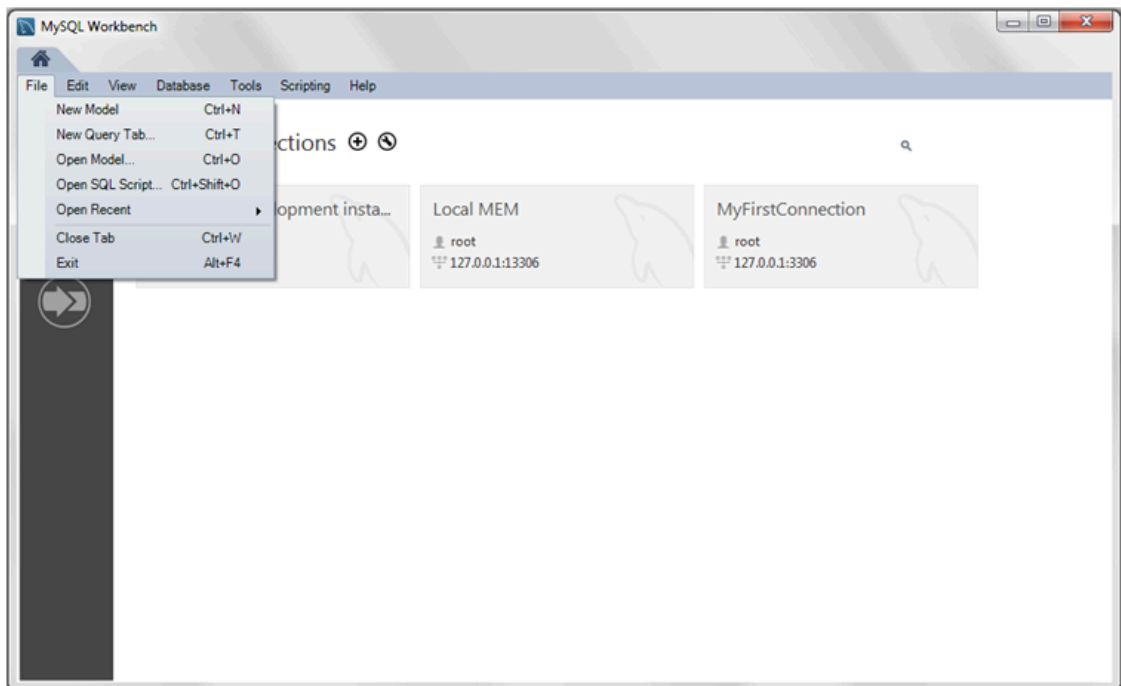 MySQL Workbench
File Edit View Database Tools Scripting Help
New Model Ctrl+N
New Query Tab... Ctrl+T
ctions
Open Model... Ctrl+O
Open SQL Script... Ctrl+Shift+O
Open Recent
lopment insta... Local MEM MyFirstConnection
Close Tab Ctrl+W
root root
Exit Alt+F4
127.0.0.1:13306 127.0.0.1:3306